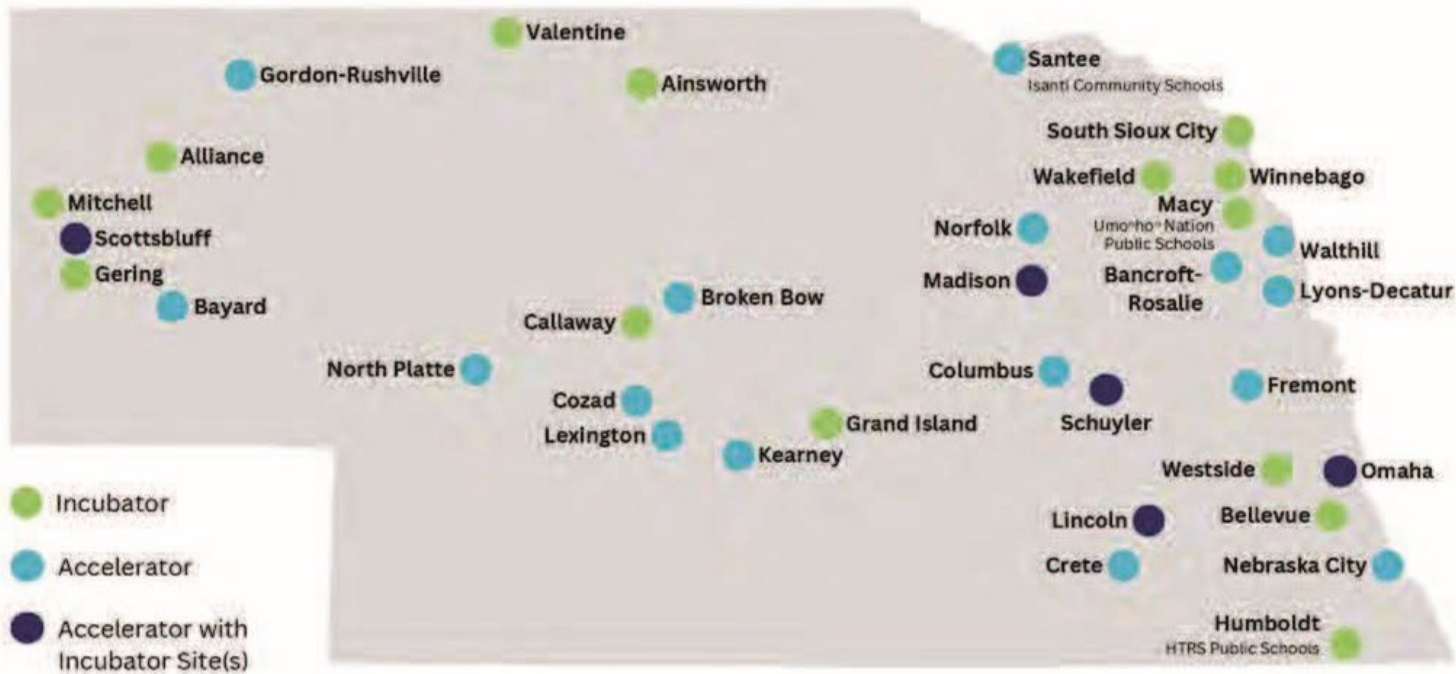 Valentine
Santee
Isanti Community Schools
Gordon-Rushville
Ainsworth
South Sioux City
Alliance
Wakefield
Winnebago
Mitchell
Macy
Umoⁿhoⁿ Nation
Public Schools
Norfolk
Scottsbluff
Walthill
Gering
Madison
Bancroft-
Rosalie
Lyons-Decatur
Bayard
Broken Bow
Callaway
North Platte
Columbus
Fremont
Cozad
Schuyler
Lexington
Grand Island
Kearney
Westside
Omaha
Incubator
Lincoln
Bellevue
Accelerator
Crete
Nebraska City
Accelerator with
Incubator Site(s)
Humboldt
HTRS Public Schools